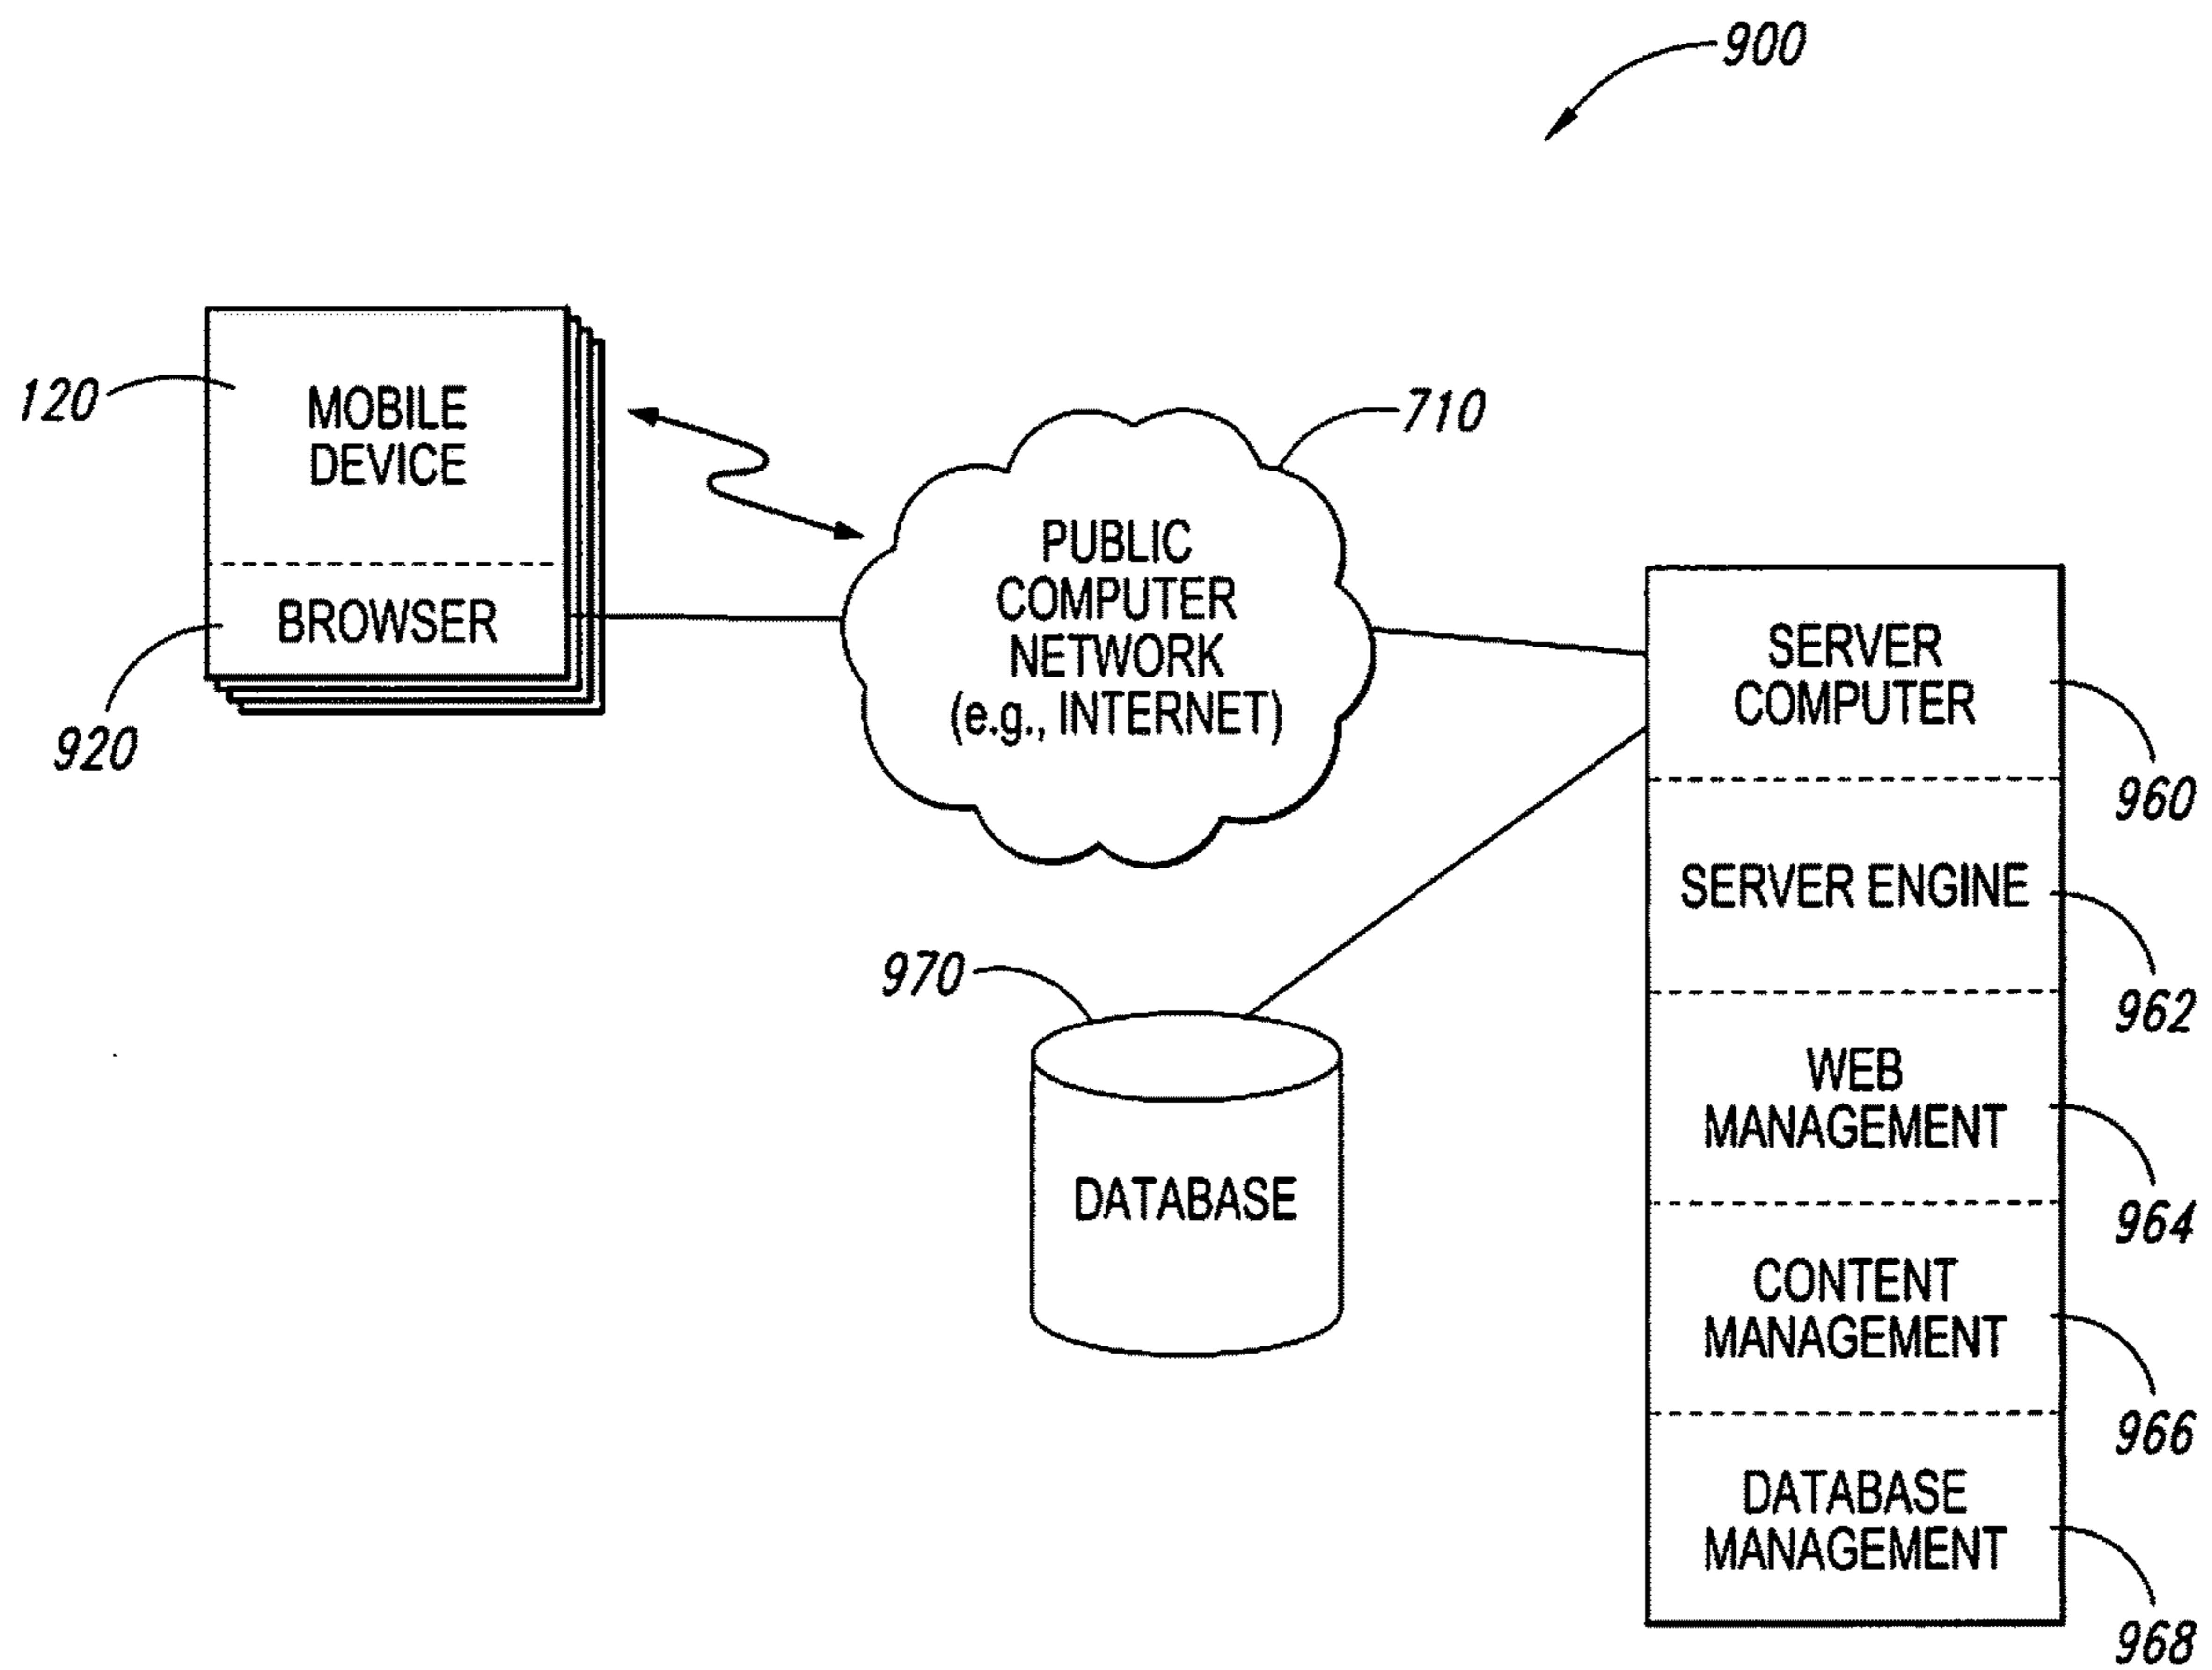 900
120
MOBILE
DEVICE
BROWSER
920
710
PUBLIC
COMPUTER
NETWORK
(e.g., INTERNET)
SERVER
COMPUTER
960
SERVER ENGINE
962
WEB
MANAGEMENT
964
CONTENT
MANAGEMENT
966
DATABASE
MANAGEMENT
968
970
DATABASE